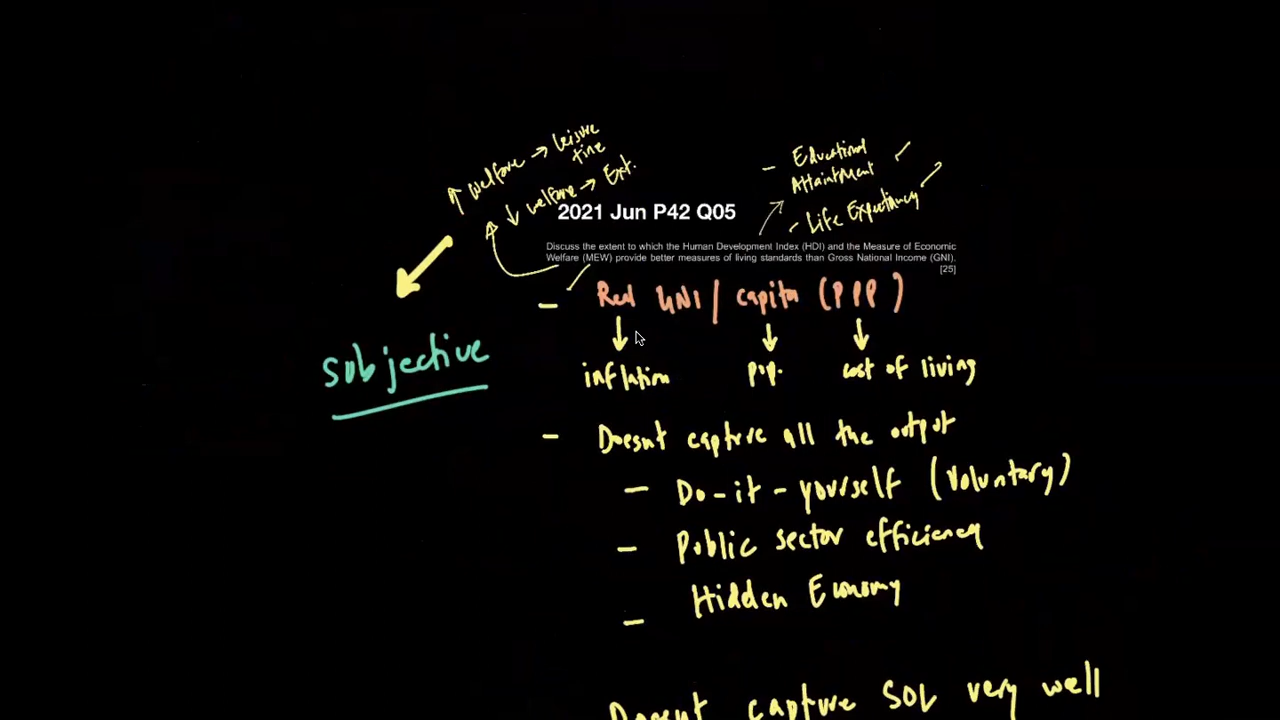 ↑ welfare → leisure
time
↓ welfare → Ext.
- Educational
Attaintment ✓
- Life Expectancy ✓
2021 Jun P42 Q05
Discuss the extent to which the Human Development Index (HDI) and the Measure of Economic
Welfare (MEW) provide better measures of living standards than Gross National Income (GNI).
[25]
- Real GNI / capita (PPP)
↓ ↓ ↓
inflation pop. cost of living
subjective
- Doesnt capture all the output
- Do-it-yourself (Voluntary)
- Public sector efficiency
- Hidden Economy
Doesnt capture SOL very well